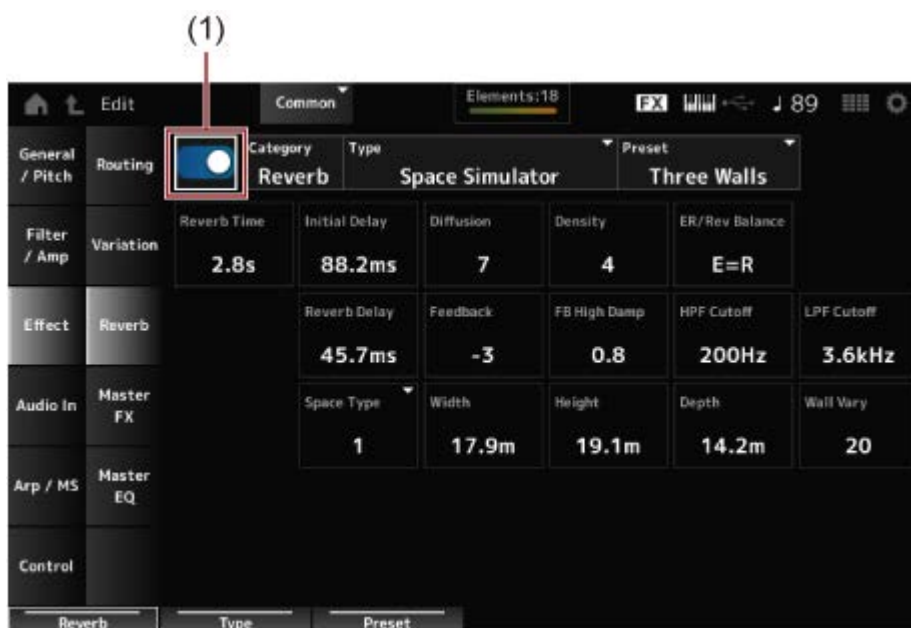 (1)
Edit
Common
Elements:18
FX
♩ 89
General / Pitch
Routing
Category
Reverb
Type
Space Simulator
Preset
Three Walls
Filter / Amp
Variation
Reverb Time
2.8s
Initial Delay
88.2ms
Diffusion
7
Density
4
ER/Rev Balance
E=R
Effect
Reverb
Reverb Delay
45.7ms
Feedback
-3
FB High Damp
0.8
HPF Cutoff
200Hz
LPF Cutoff
3.6kHz
Audio In
Master FX
Space Type
1
Width
17.9m
Height
19.1m
Depth
14.2m
Wall Vary
20
Arp / MS
Master EQ
Control
Reverb
Type
Preset